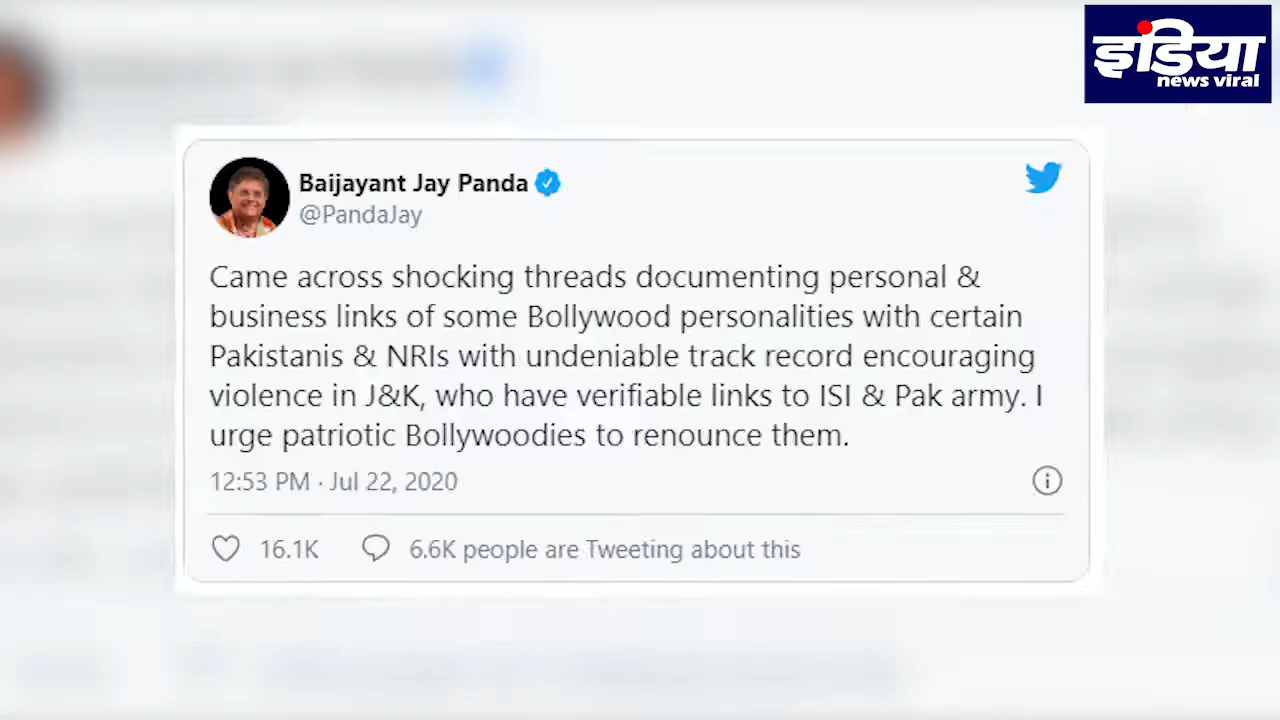 इंडिया
news viral
Baijayant Jay Panda
@PandaJay
Came across shocking threads documenting personal &
business links of some Bollywood personalities with certain
Pakistanis & NRIs with undeniable track record encouraging
violence in J&K, who have verifiable links to ISI & Pak army. I
urge patriotic Bollywoodies to renounce them.
12:53 PM · Jul 22, 2020
16.1K 6.6K people are Tweeting about this